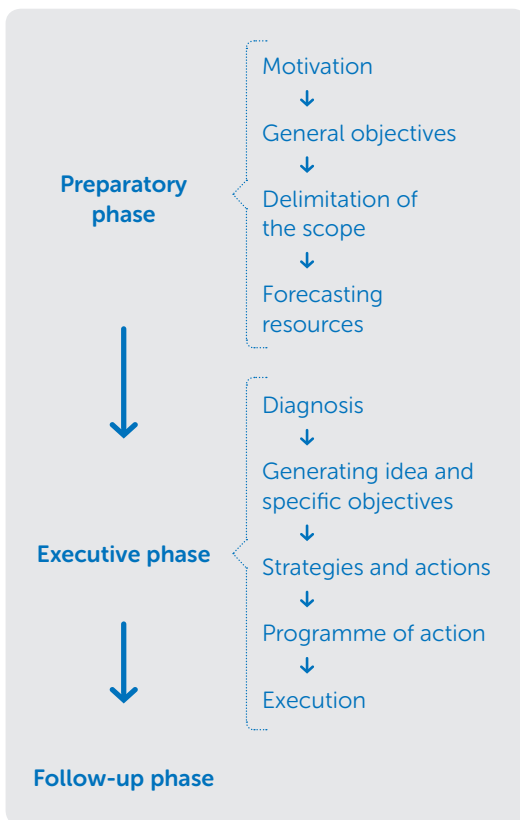 Preparatory
phase
Motivation
General objectives
Delimitation of
the scope
Forecasting
resources
Executive phase
Diagnosis
Generating idea and
specific objectives
Strategies and actions
Programme of action
Execution
Follow-up phase